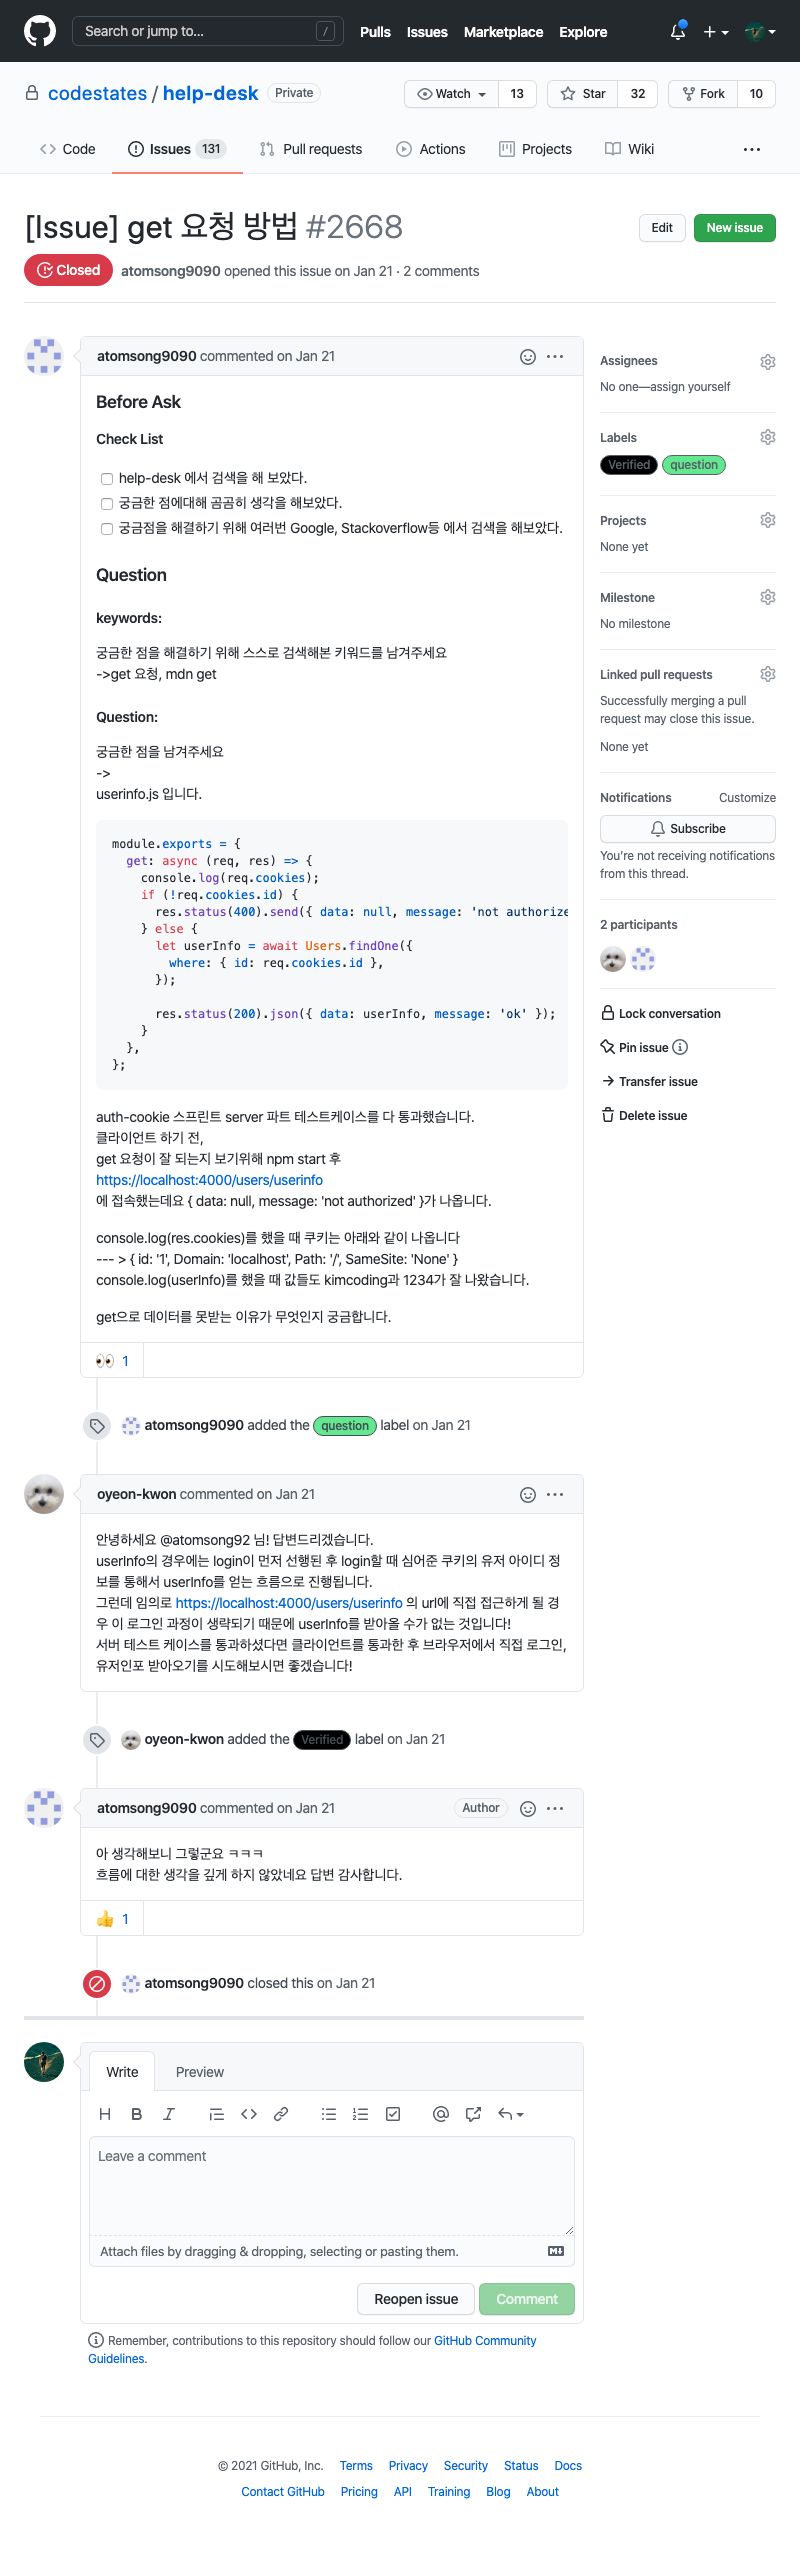 Search or jump to... /
Pulls Issues Marketplace Explore
codestates / help-desk Private
Watch 13 Star 32 Fork 10
Code Issues 131 Pull requests Actions Projects Wiki ...
[Issue] get 요청 방법 #2668
Edit New issue
Closed atomsong9090 opened this issue on Jan 21 · 2 comments
atomsong9090 commented on Jan 21
Before Ask
Check List
help-desk 에서 검색을 해 보았다.
궁금한 점에대해 곰곰히 생각을 해보았다.
궁금점을 해결하기 위해 여러번 Google, Stackoverflow등 에서 검색을 해보았다.
Question
keywords:
궁금한 점을 해결하기 위해 스스로 검색해본 키워드를 남겨주세요
->get 요청, mdn get
Question:
궁금한 점을 남겨주세요
->
userinfo.js 입니다.
module.exports = {
get: async (req, res) => {
console.log(req.cookies);
if (!req.cookies.id) {
res.status(400).send({ data: null, message: 'not authorize
} else {
let userInfo = await Users.findOne({
where: { id: req.cookies.id },
});
res.status(200).json({ data: userInfo, message: 'ok' });
}
},
};
auth-cookie 스프린트 server 파트 테스트케이스를 다 통과했습니다.
클라이언트 하기 전,
get 요청이 잘 되는지 보기위해 npm start 후
https://localhost:4000/users/userinfo
에 접속했는데요 { data: null, message: 'not authorized' }가 나옵니다.
console.log(res.cookies)를 했을 때 쿠키는 아래와 같이 나옵니다
--- > { id: '1', Domain: 'localhost', Path: '/', SameSite: 'None' }
console.log(userInfo)를 했을 때 값들도 kimcoding과 1234가 잘 나왔습니다.
get으로 데이터를 못받는 이유가 무엇인지 궁금합니다.
1
atomsong9090 added the question label on Jan 21
oyeon-kwon commented on Jan 21
안녕하세요 @atomsong92 님! 답변드리겠습니다.
userInfo의 경우에는 login이 먼저 선행된 후 login할 때 심어준 쿠키의 유저 아이디 정
보를 통해서 userInfo를 얻는 흐름으로 진행됩니다.
그런데 임의로 https://localhost:4000/users/userinfo 의 url에 직접 접근하게 될 경
우 이 로그인 과정이 생략되기 때문에 userInfo를 받아올 수가 없는 것입니다!
서버 테스트 케이스를 통과하셨다면 클라이언트를 통과한 후 브라우저에서 직접 로그인,
유저인포 받아오기를 시도해보시면 좋겠습니다!
oyeon-kwon added the Verified label on Jan 21
atomsong9090 commented on Jan 21 Author
아 생각해보니 그렇군요 ㅋㅋㅋ
흐름에 대한 생각을 깊게 하지 않았네요 답변 감사합니다.
1
atomsong9090 closed this on Jan 21
Write Preview
Leave a comment
Attach files by dragging & dropping, selecting or pasting them.
Reopen issue Comment
Remember, contributions to this repository should follow our GitHub Community
Guidelines.
Assignees
No one—assign yourself
Labels
Verified question
Projects
None yet
Milestone
No milestone
Linked pull requests
Successfully merging a pull
request may close this issue.
None yet
Notifications Customize
Subscribe
You're not receiving notifications
from this thread.
2 participants
Lock conversation
Pin issue
Transfer issue
Delete issue
© 2021 GitHub, Inc. Terms Privacy Security Status Docs
Contact GitHub Pricing API Training Blog About